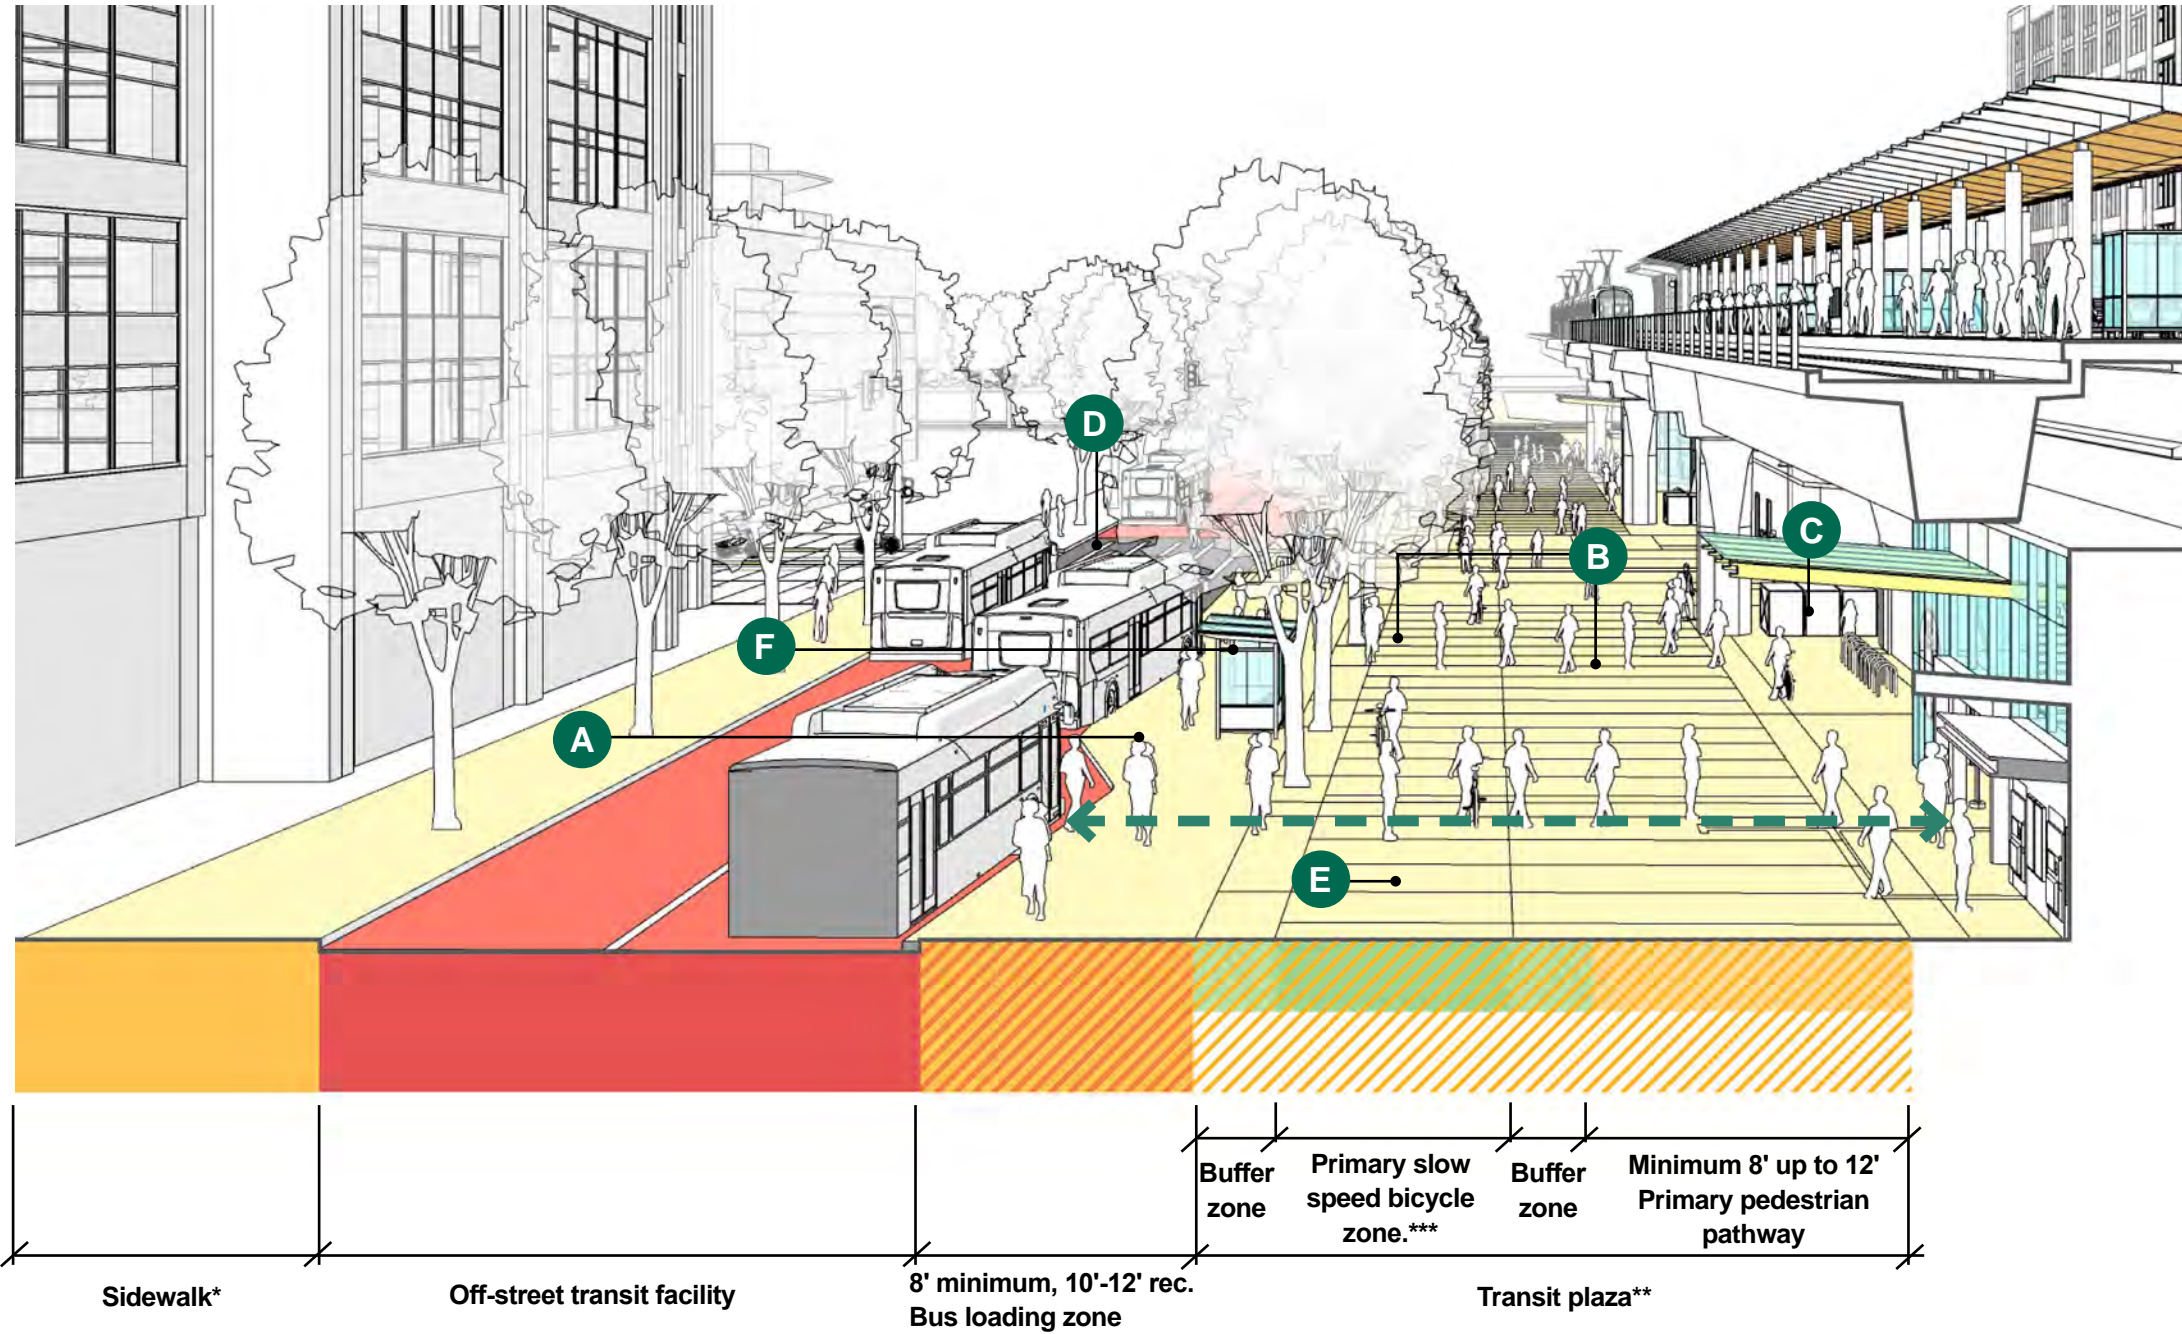 D
C
B
F
A
E
Buffer
zone
Primary slow
speed bicycle
zone.***
Buffer
zone
Minimum 8' up to 12'
Primary pedestrian
pathway
Sidewalk*
Off-street transit facility
8' minimum, 10'-12' rec.
Bus loading zone
Transit plaza**